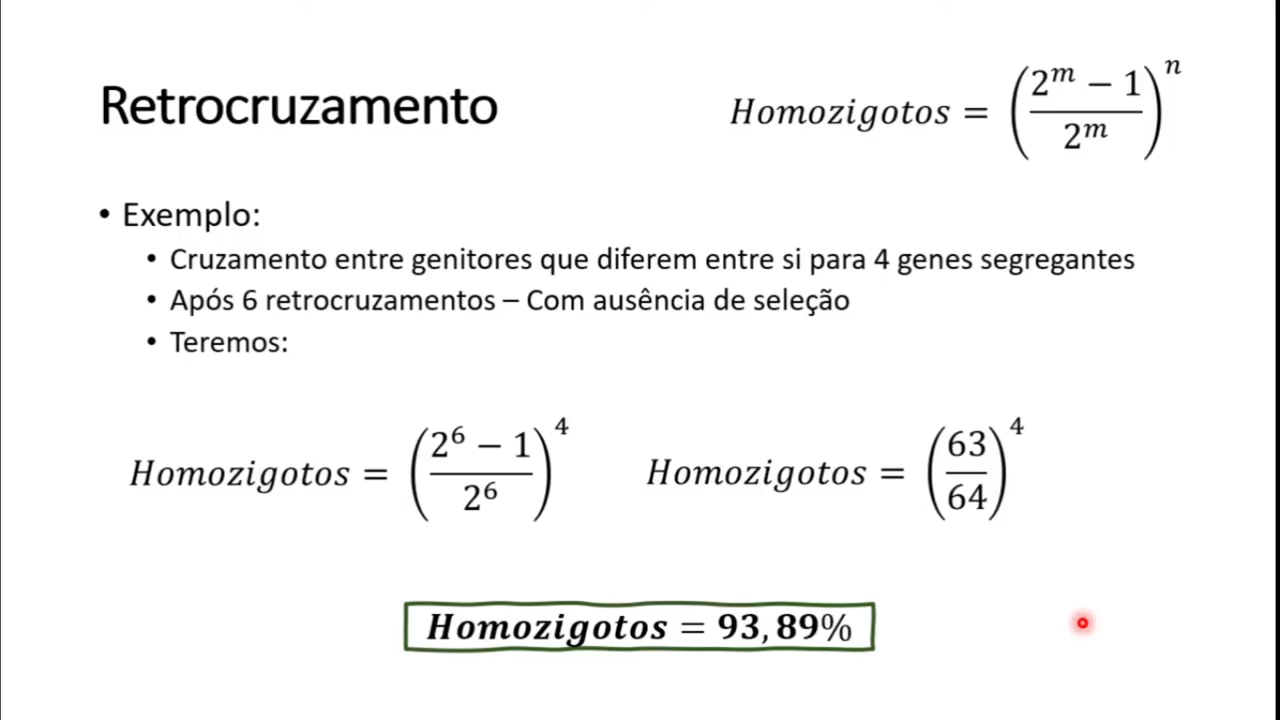 Retrocruzamento
Homozigotos = ((2^m − 1)/2^m)^n
• Exemplo:
• Cruzamento entre genitores que diferem entre si para 4 genes segregantes
• Após 6 retrocruzamentos – Com ausência de seleção
• Teremos:
Homozigotos = ((2^6 − 1)/2^6)^4
Homozigotos = (63/64)^4
Homozigotos = 93,89%